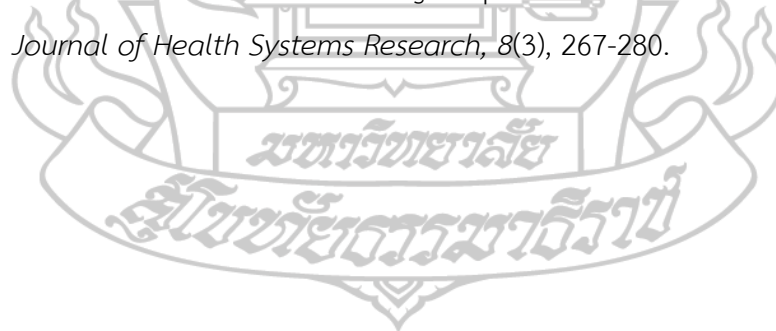 Journal of Health Systems Research, 8(3), 267-280.
มหาวิทยาลัย
สุโขทัยธรรมาธิราช